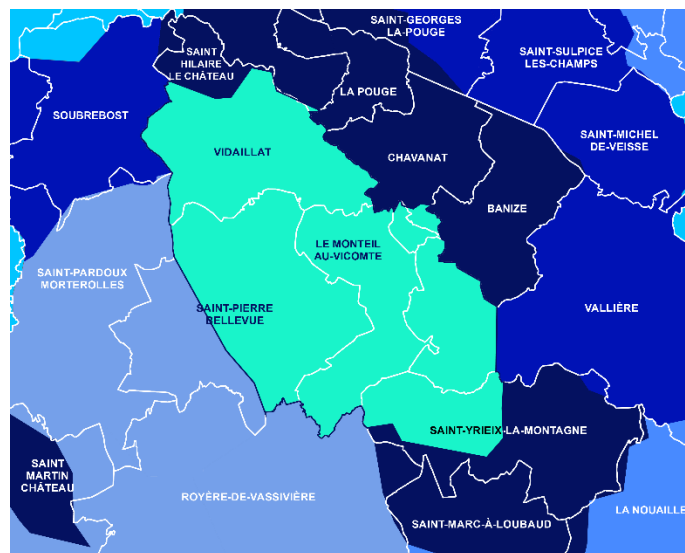 SAINT-GEORGES
LA-POUGE
SAINT
HILAIRE
LE CHÂTEAU
SAINT-SULPICE
LES-CHAMPS
LA POUGE
SOUBREBOST
SAINT-MICHEL
DE-VEISSE
VIDAILLAT
CHAVANAT
BANIZE
LE MONTEIL
AU-VICOMTE
SAINT-PARDOUX
MORTEROLLES
SAINT-PIERRE
BELLEVUE
VALLIÈRE
SAINT-YRIEIX-LA-MONTAGNE
SAINT
MARTIN
CHÂTEAU
ROYÈRE-DE-VASSIVIÈRE
LA NOUAILLE
SAINT-MARC-À-LOUBAUD